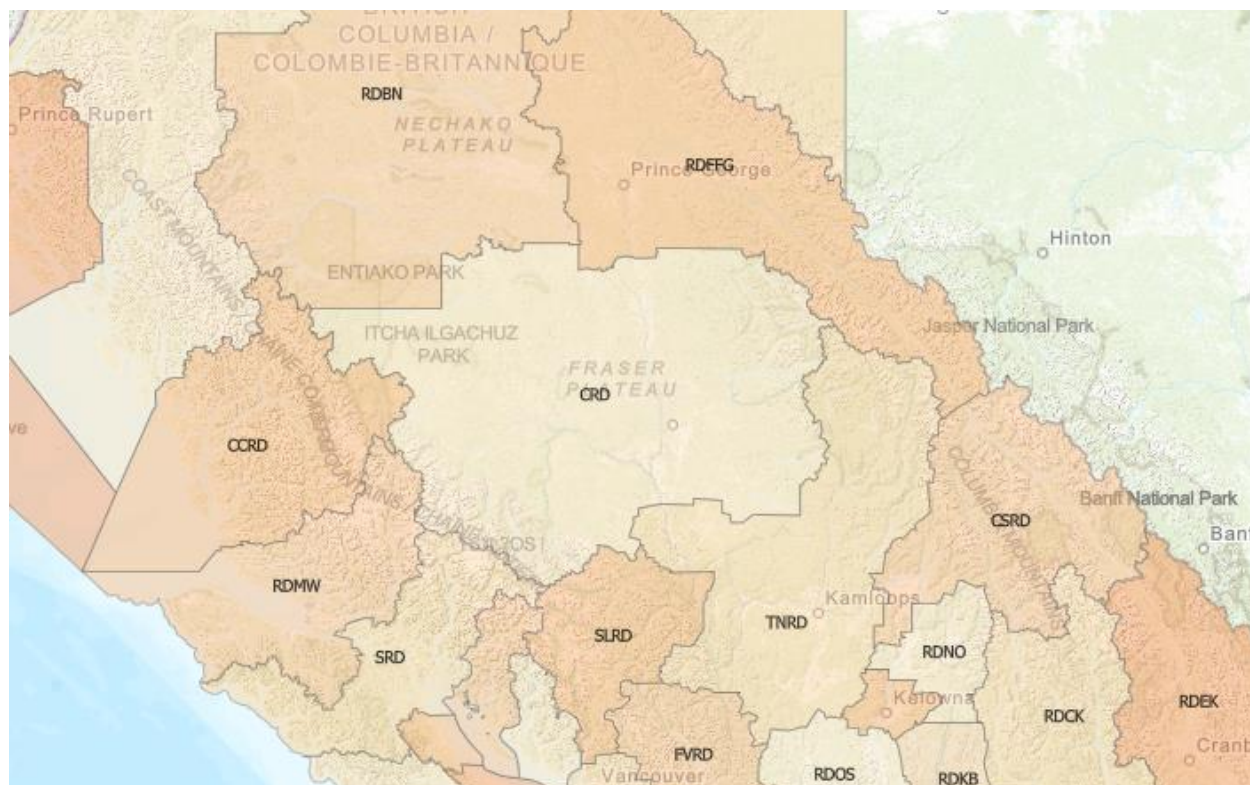 COLUMBIA /
COLOMBIE-BRITANNIQUE
RDBN
Prince Rupert
NECHAKO
PLATEAU
RDFFG
Prince George
COAST MOUNTAINS
Hinton
ENTIAKO PARK
ITCHA ILGACHUZ
PARK
Jasper National Park
FRASER
PLATEAU
CRD
CCRD
COLUMBIA MOUNTAINS
Banff National Park
CSRD
Banf
RDMW
Kamloops
TNRD
SLRD
SRD
RDNO
Kelowna
RDCK
RDEK
FVRD
Cranb
Vancouver
RDOS
RDKB